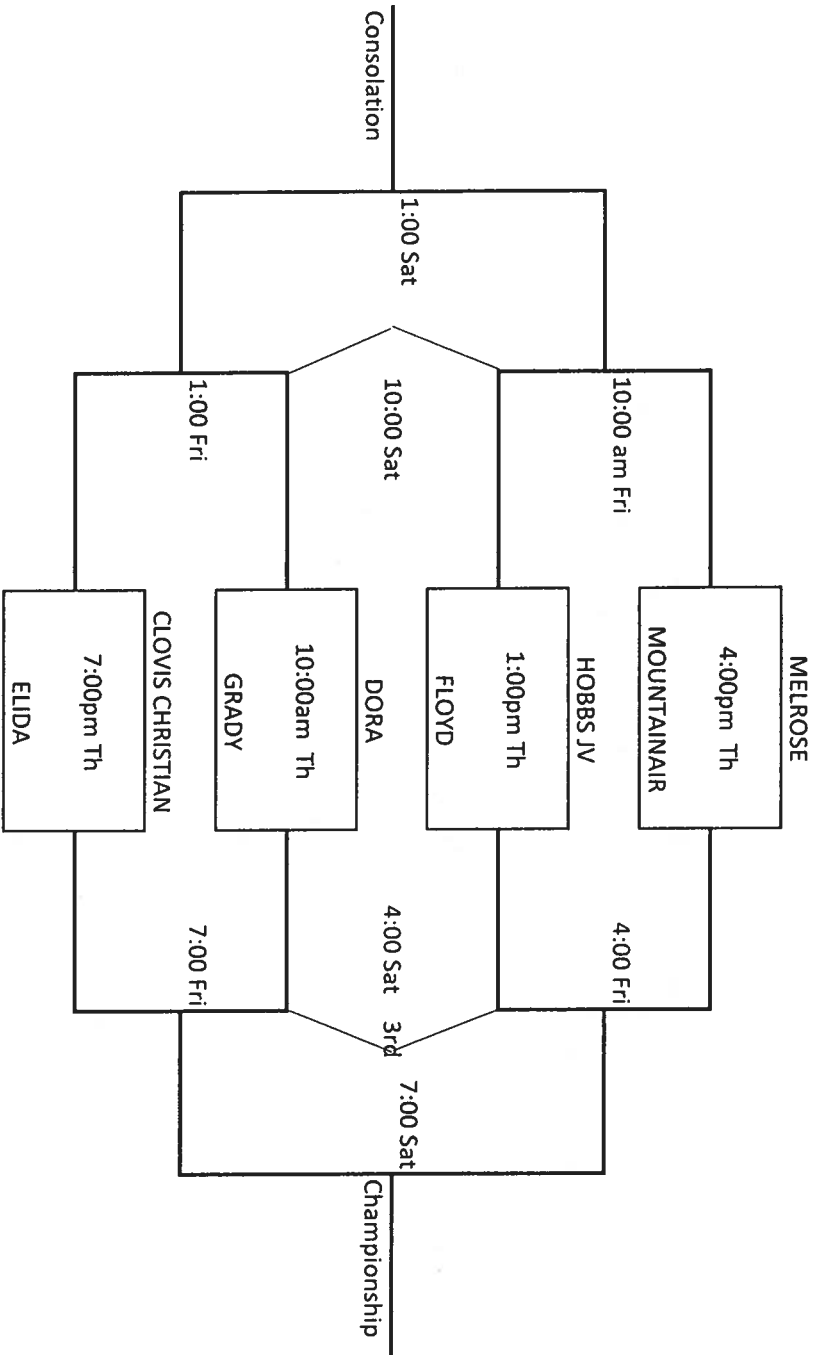 MELROSE
4:00pm Th
MOUNTAINAIR
10:00 am Fri
4:00 Fri
HOBBS JV
1:00pm Th
FLOYD
1:00 Sat
10:00 Sat
4:00 Sat 3rd
7:00 Sat
Consolation
Championship
DORA
10:00am Th
GRADY
1:00 Fri
7:00 Fri
CLOVIS CHRISTIAN
7:00pm Th
ELIDA